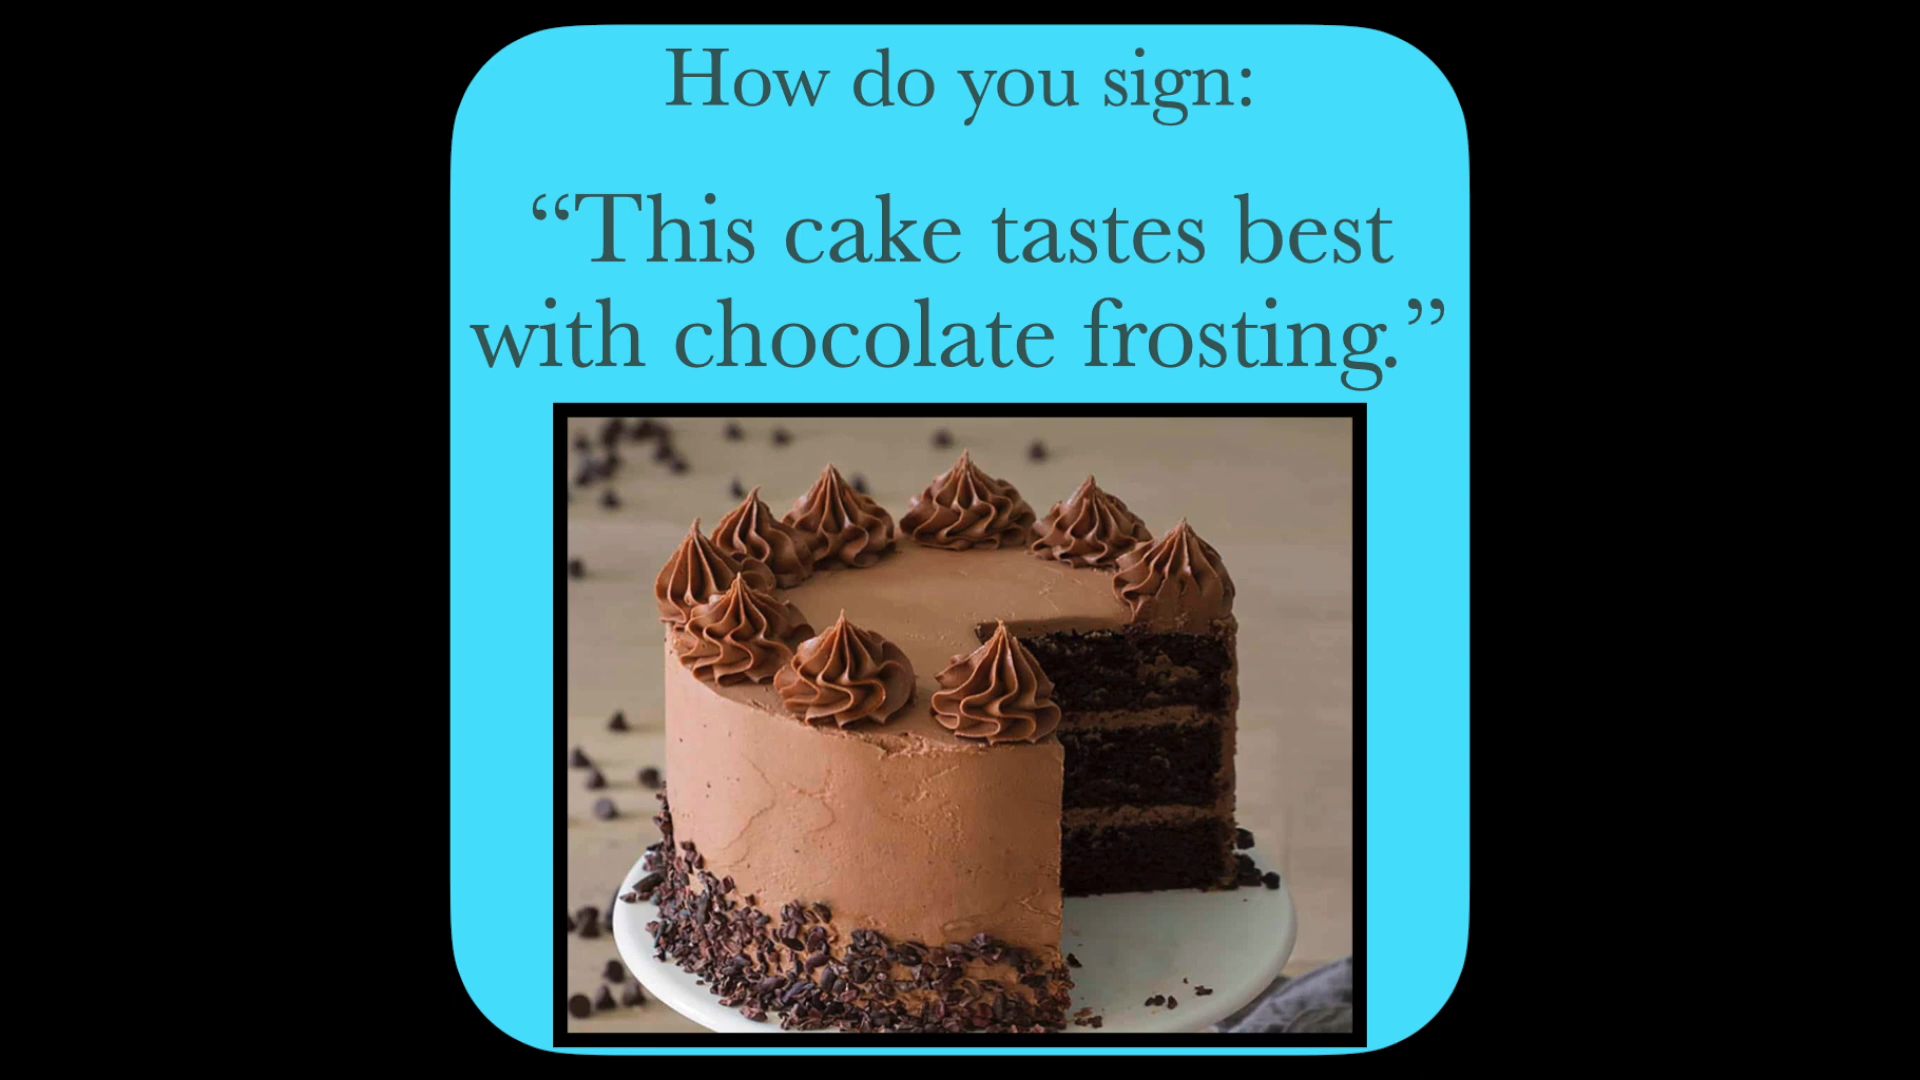 How do you sign:
“This cake tastes best
with chocolate frosting.”